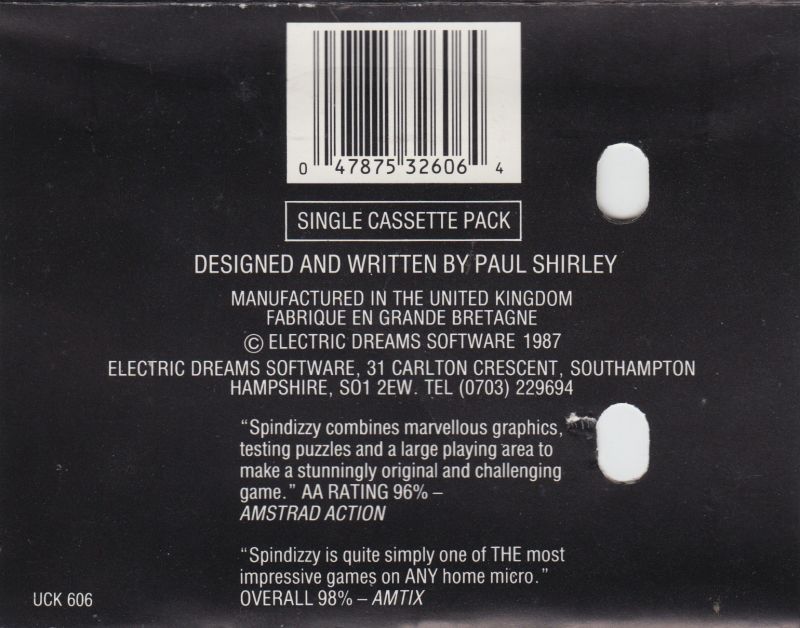 0 47875 32606 4
SINGLE CASSETTE PACK
DESIGNED AND WRITTEN BY PAUL SHIRLEY
MANUFACTURED IN THE UNITED KINGDOM
FABRIQUE EN GRANDE BRETAGNE
© ELECTRIC DREAMS SOFTWARE 1987
ELECTRIC DREAMS SOFTWARE, 31 CARLTON CRESCENT, SOUTHAMPTON
HAMPSHIRE, SO1 2EW. TEL (0703) 229694
“Spindizzy combines marvellous graphics,
testing puzzles and a large playing area to
make a stunningly original and challenging
game.” AA RATING 96% –
AMSTRAD ACTION
“Spindizzy is quite simply one of THE most
impressive games on ANY home micro.”
OVERALL 98% – AMTIX
UCK 606